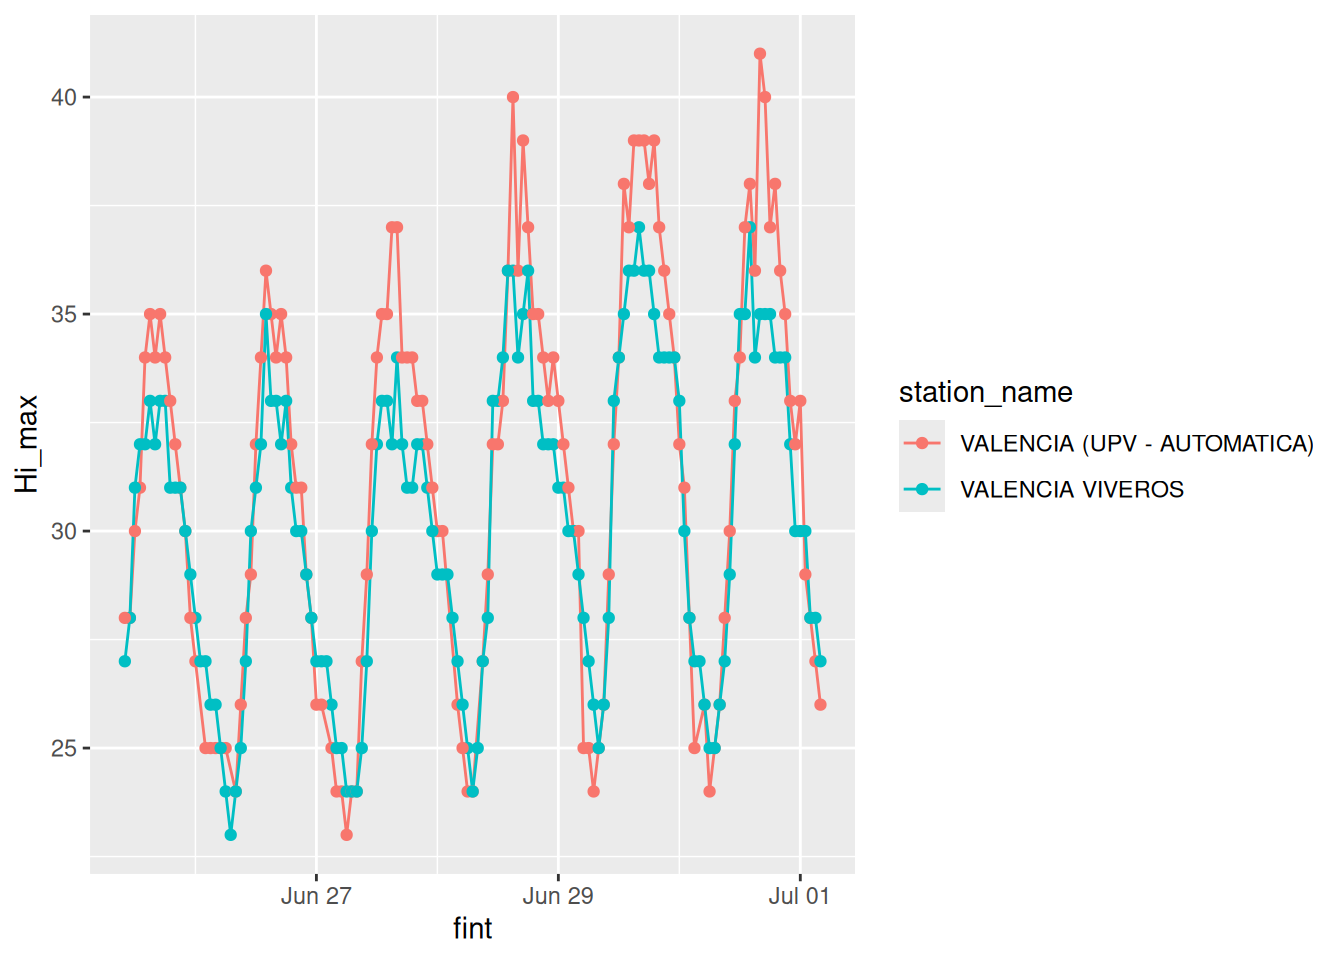 40
35
30
25
Hi_max
Jun 27
Jun 29
Jul 01
fint
station_name
VALENCIA (UPV - AUTOMATICA)
VALENCIA VIVEROS